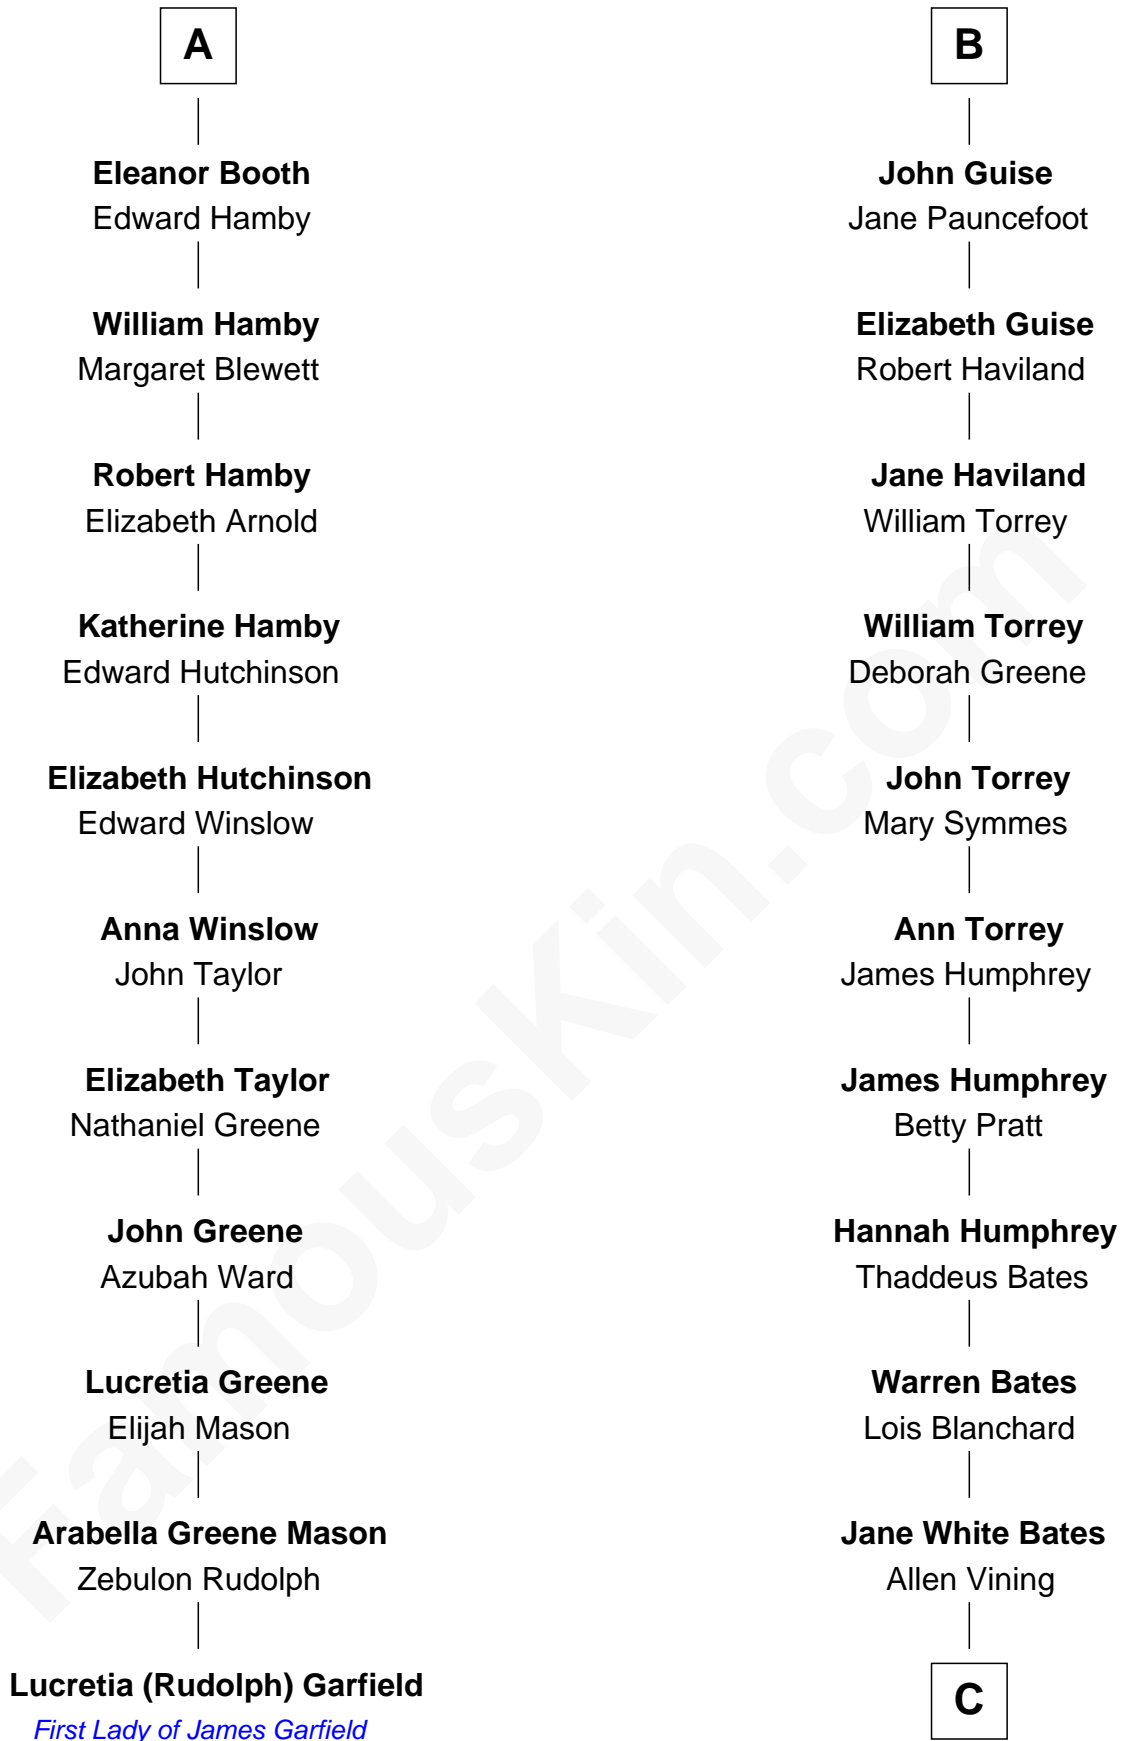 A
Eleanor Booth
Edward Hamby
William Hamby
Margaret Blewett
Robert Hamby
Elizabeth Arnold
Katherine Hamby
Edward Hutchinson
Elizabeth Hutchinson
Edward Winslow
Anna Winslow
John Taylor
Elizabeth Taylor
Nathaniel Greene
John Greene
Azubah Ward
Lucretia Greene
Elijah Mason
Arabella Greene Mason
Zebulon Rudolph
Lucretia (Rudolph) Garfield
First Lady of James Garfield
B
John Guise
Jane Pauncefoot
Elizabeth Guise
Robert Haviland
Jane Haviland
William Torrey
William Torrey
Deborah Greene
John Torrey
Mary Symmes
Ann Torrey
James Humphrey
James Humphrey
Betty Pratt
Hannah Humphrey
Thaddeus Bates
Warren Bates
Lois Blanchard
Jane White Bates
Allen Vining
C
FamousKin.com